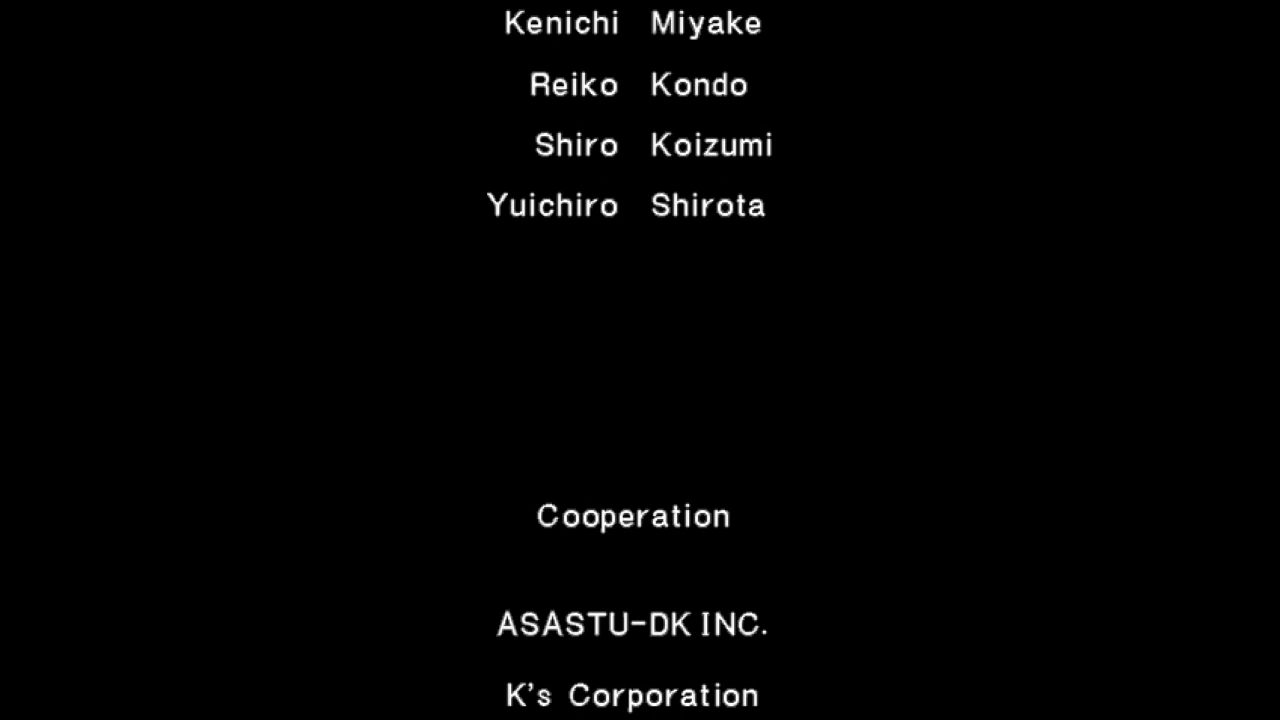 Kenichi Miyake
Reiko Kondo
Shiro Koizumi
Yuichiro Shirota
Cooperation
ASASTU-DK INC.
K's Corporation